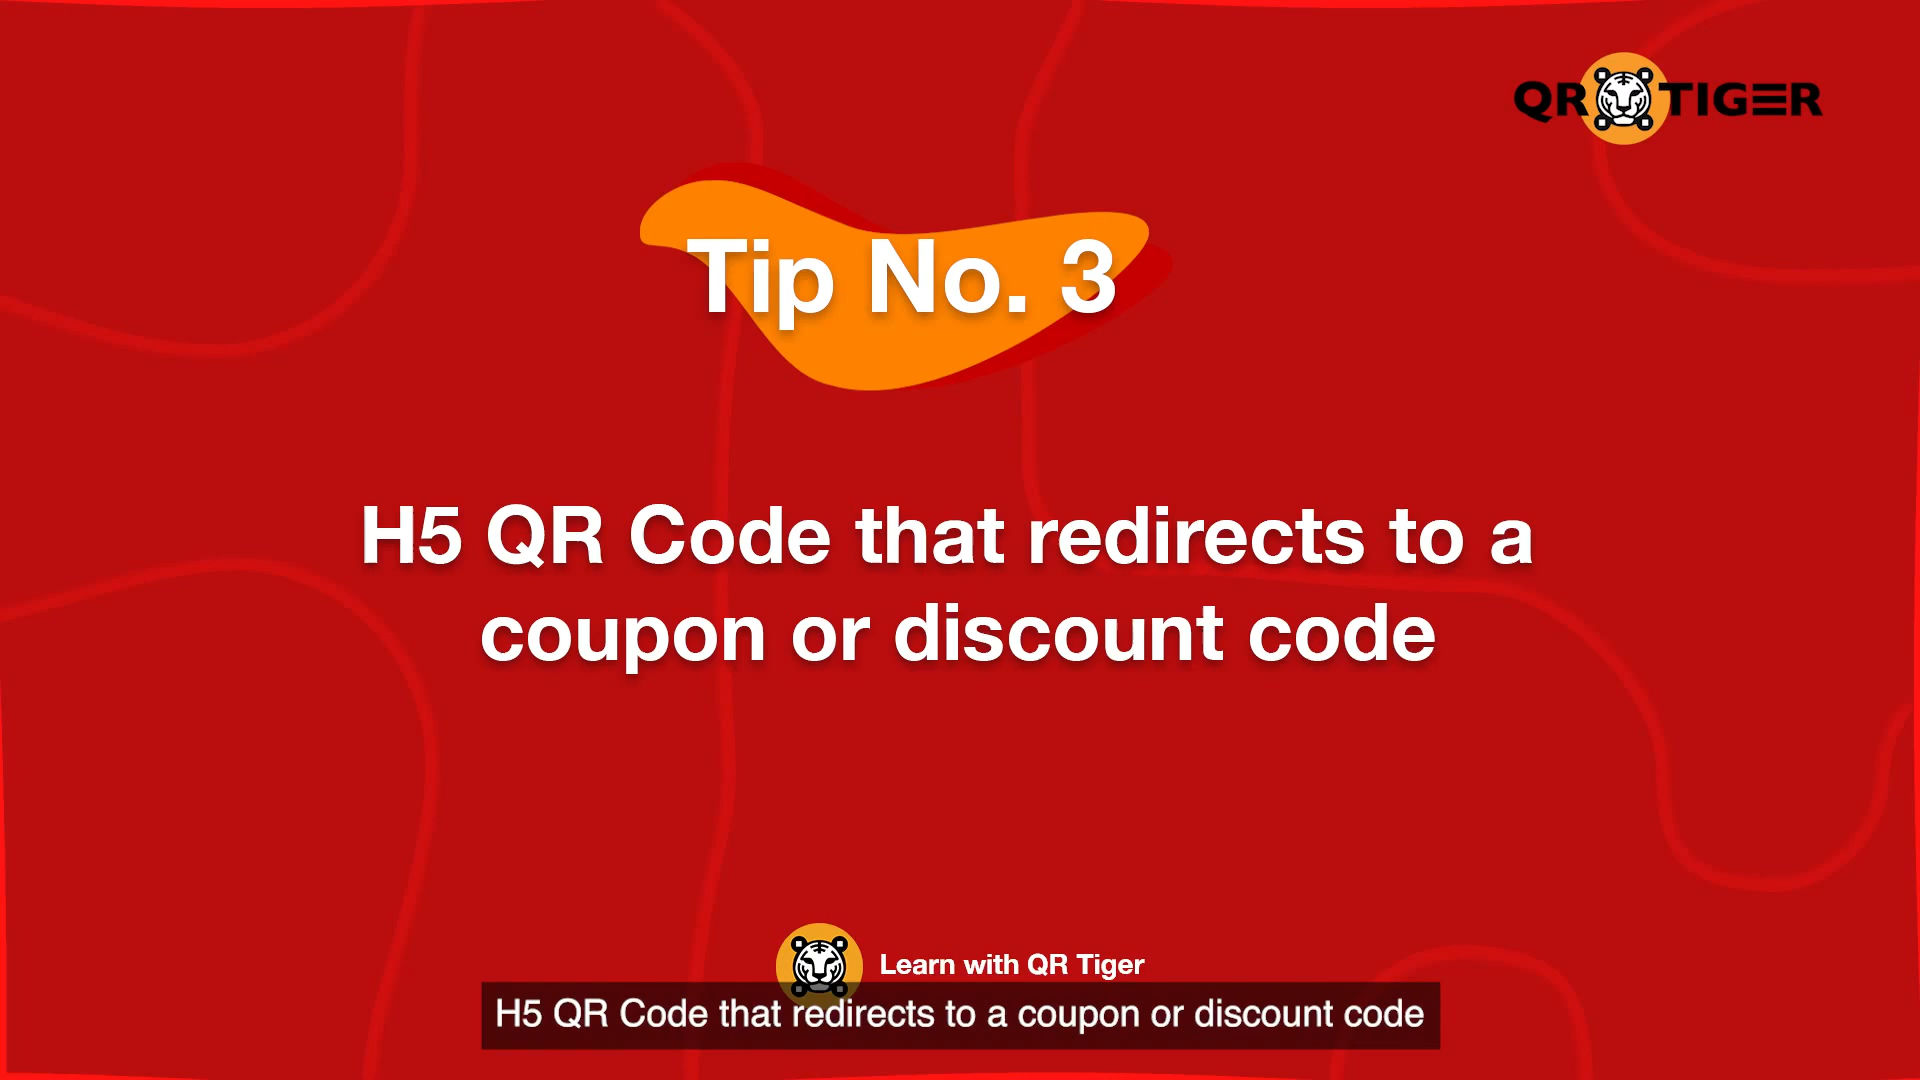 QR TIGER
Tip No. 3
H5 QR Code that redirects to a
coupon or discount code
Learn with QR Tiger
H5 QR Code that redirects to a coupon or discount code